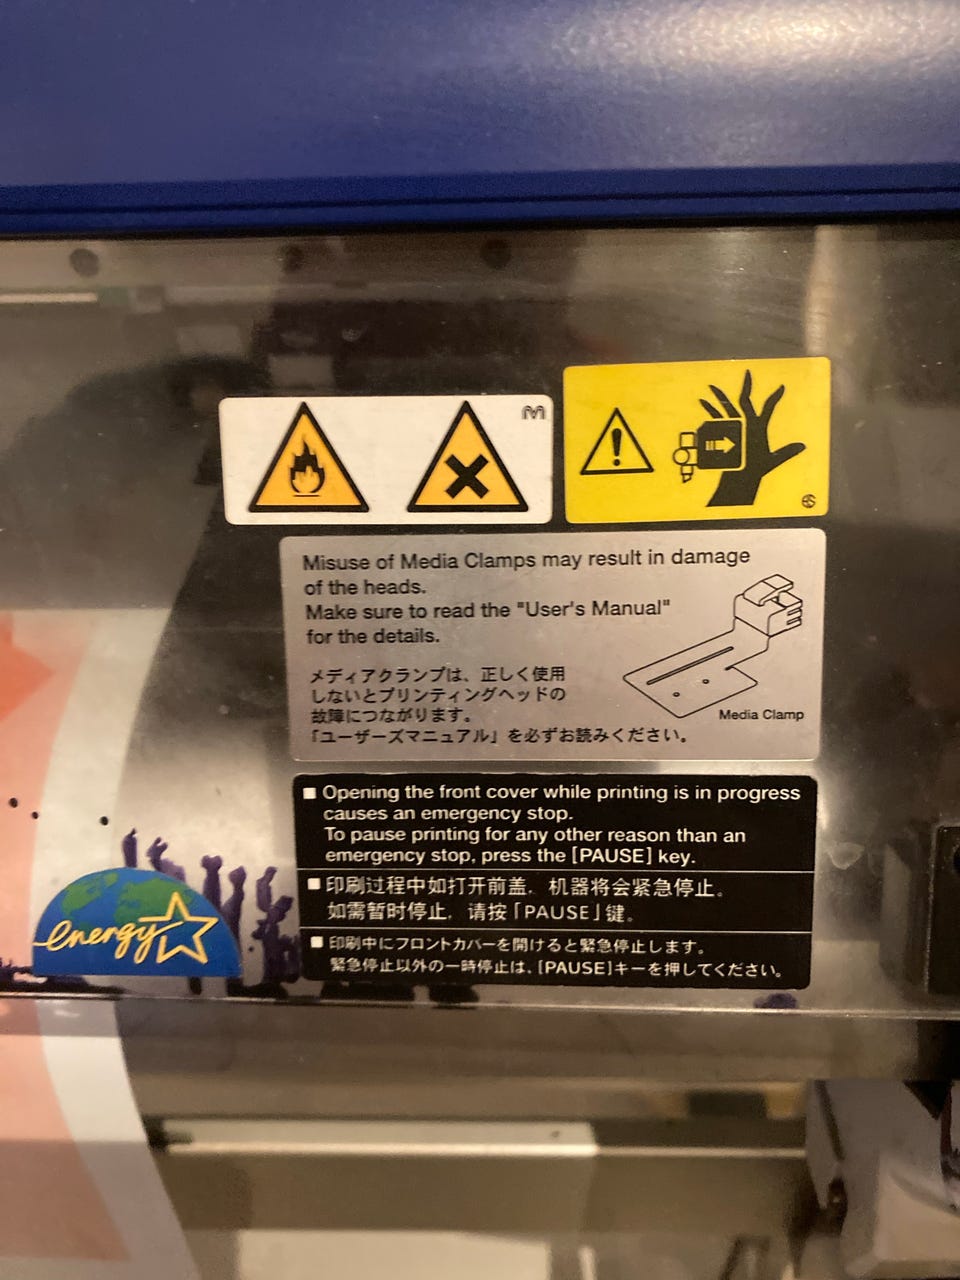 Misuse of Media Clamps may result in damage
of the heads.
Make sure to read the "User's Manual"
for the details.
メディアクランプは、正しく使用
しないとプリンティングヘッドの
故障につながります。
「ユーザーズマニュアル」を必ずお読みください。
Media Clamp
■ Opening the front cover while printing is in progress
causes an emergency stop.
To pause printing for any other reason than an
emergency stop, press the [PAUSE] key.
■ 印刷过程中如打开前盖，机器将会紧急停止。
如需暂时停止，请按「PAUSE」键。
■ 印刷中にフロントカバーを開けると緊急停止します。
緊急停止以外の一時停止は、[PAUSE]キーを押してください。
energy